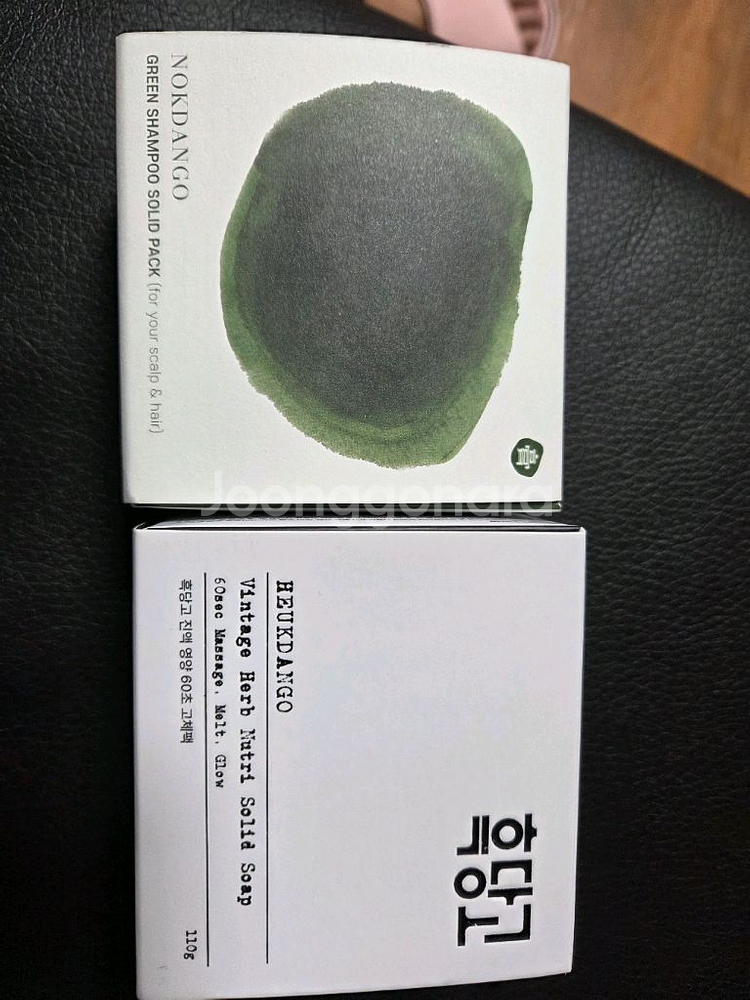 NOKDANGO
GREEN SHAMPOO SOLID PACK (for your scalp & hair)
膏
Joonggonara
흑당고
HEUKDANGO
Vintage Herb Nutri Solid Soap
60sec Massage, Melt, Glow
흑당고 진액 영양 60초 고체팩
110g